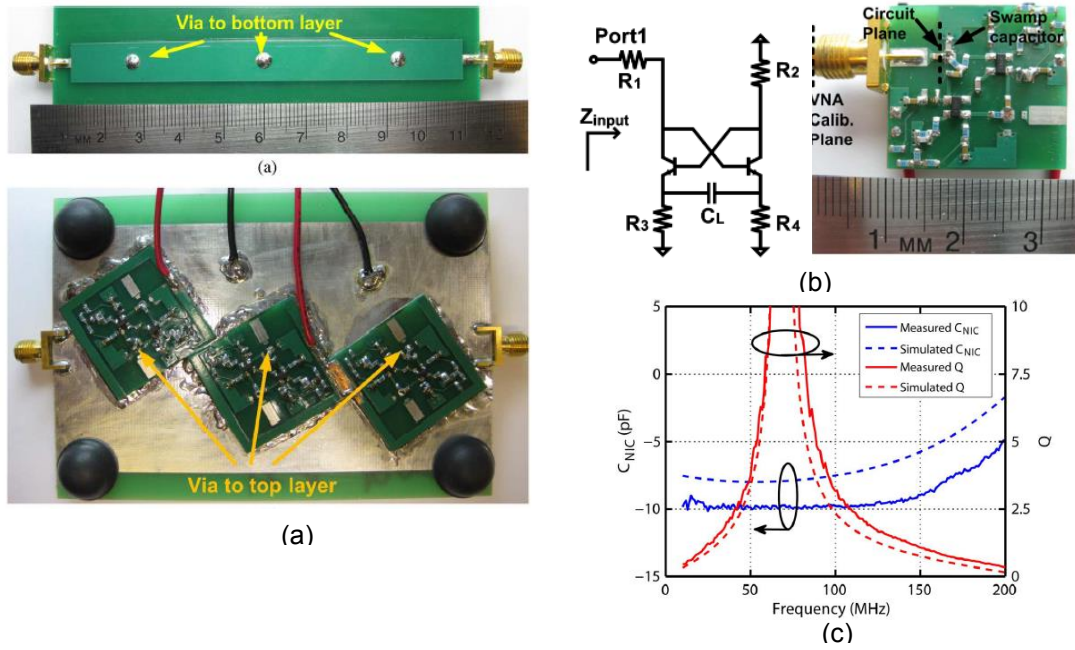 Via to bottom layer
1 MM 2 3 4 5 6 7 8 9 10 11 12
(a)
Via to top layer
(a)
Port1
R1
R2
Zinput
CL
R3
R4
Circuit
Plane
Swamp
capacitor
VNA
Calib.
Plane
1 MM 2 3
(b)
Measured CNIC
Simulated CNIC
Measured Q
Simulated Q
5
0
−5
−10
−15
CNIC (pF)
10
7.5
5
2.5
0
Q
0 50 100 150 200
Frequency (MHz)
(c)